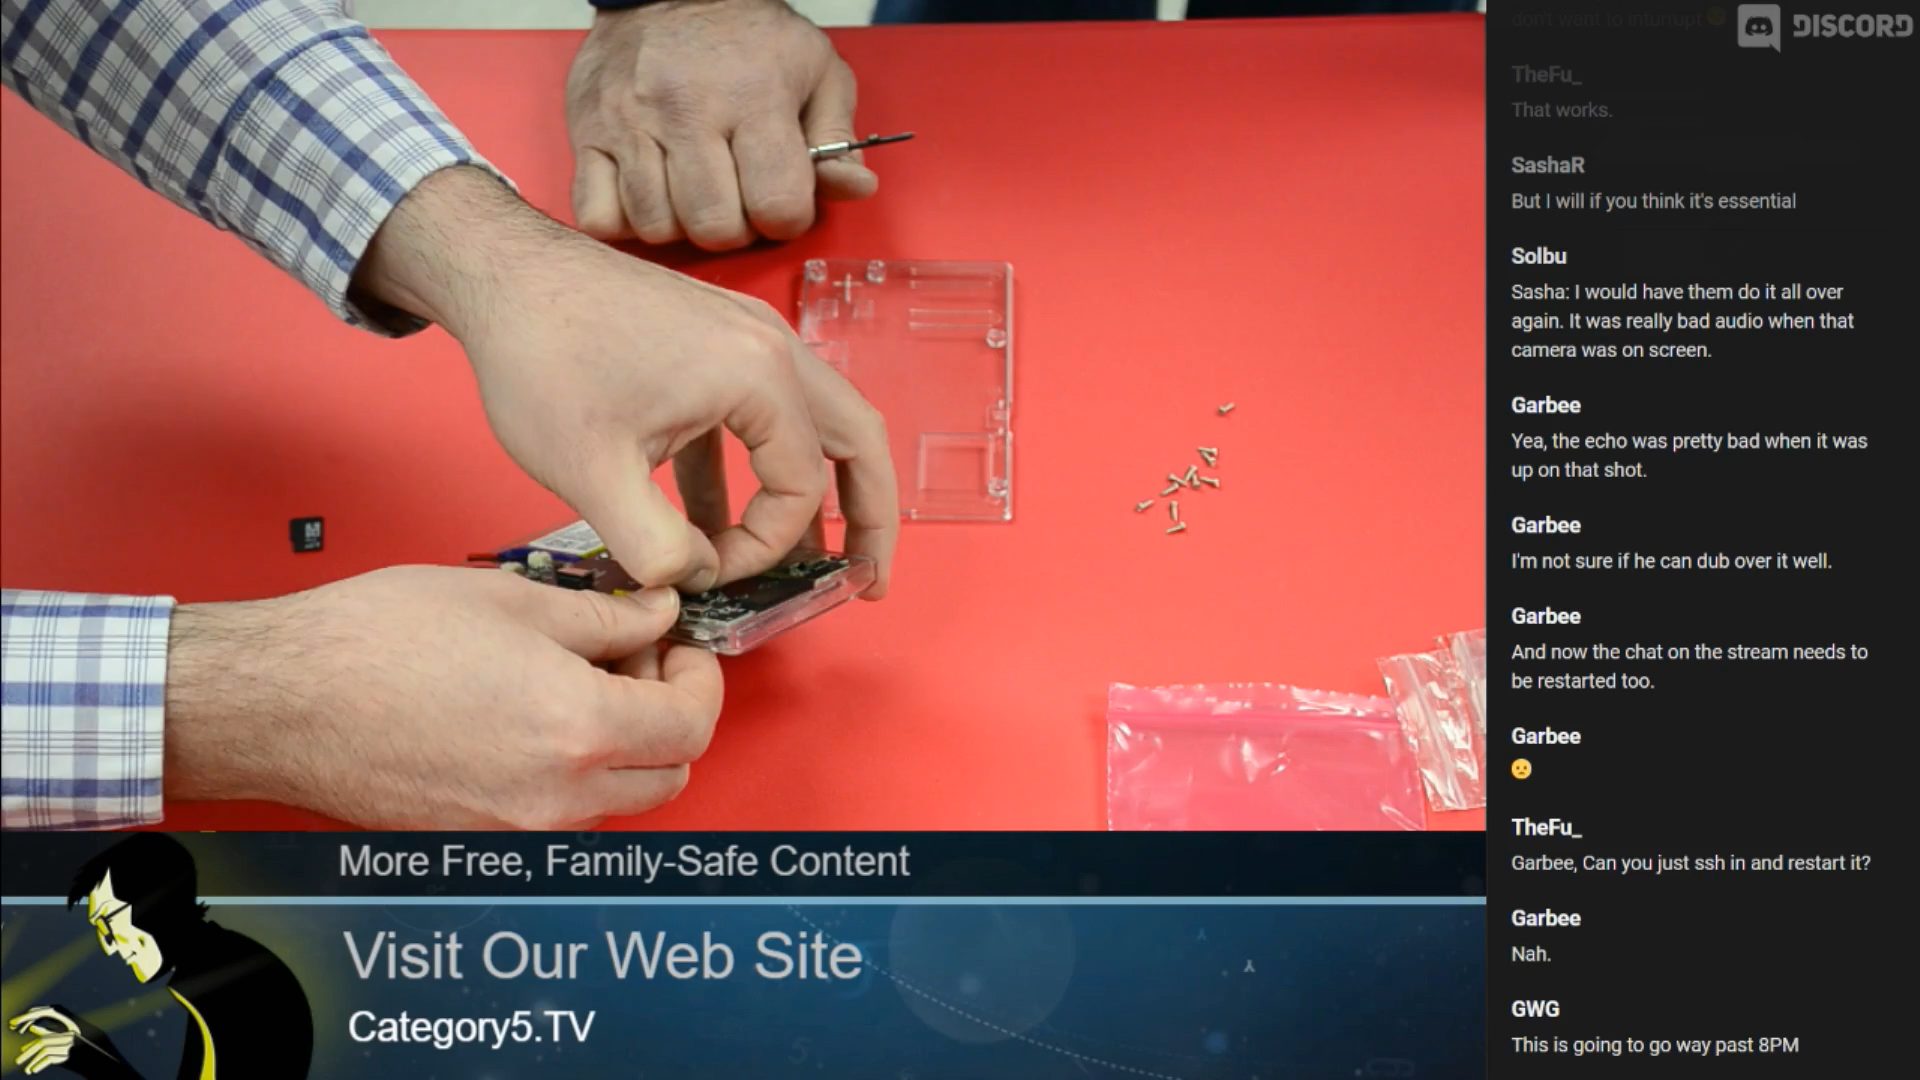 don't want to inturrupt
DISCORD
TheFu_
That works.
SashaR
But I will if you think it's essential
Solbu
Sasha: I would have them do it all over
again. It was really bad audio when that
camera was on screen.
Garbee
Yea, the echo was pretty bad when it was
up on that shot.
Garbee
I'm not sure if he can dub over it well.
Garbee
And now the chat on the stream needs to
be restarted too.
Garbee
TheFu_
Garbee, Can you just ssh in and restart it?
Garbee
Nah.
GWG
This is going to go way past 8PM
More Free, Family-Safe Content
Visit Our Web Site
Category5.TV